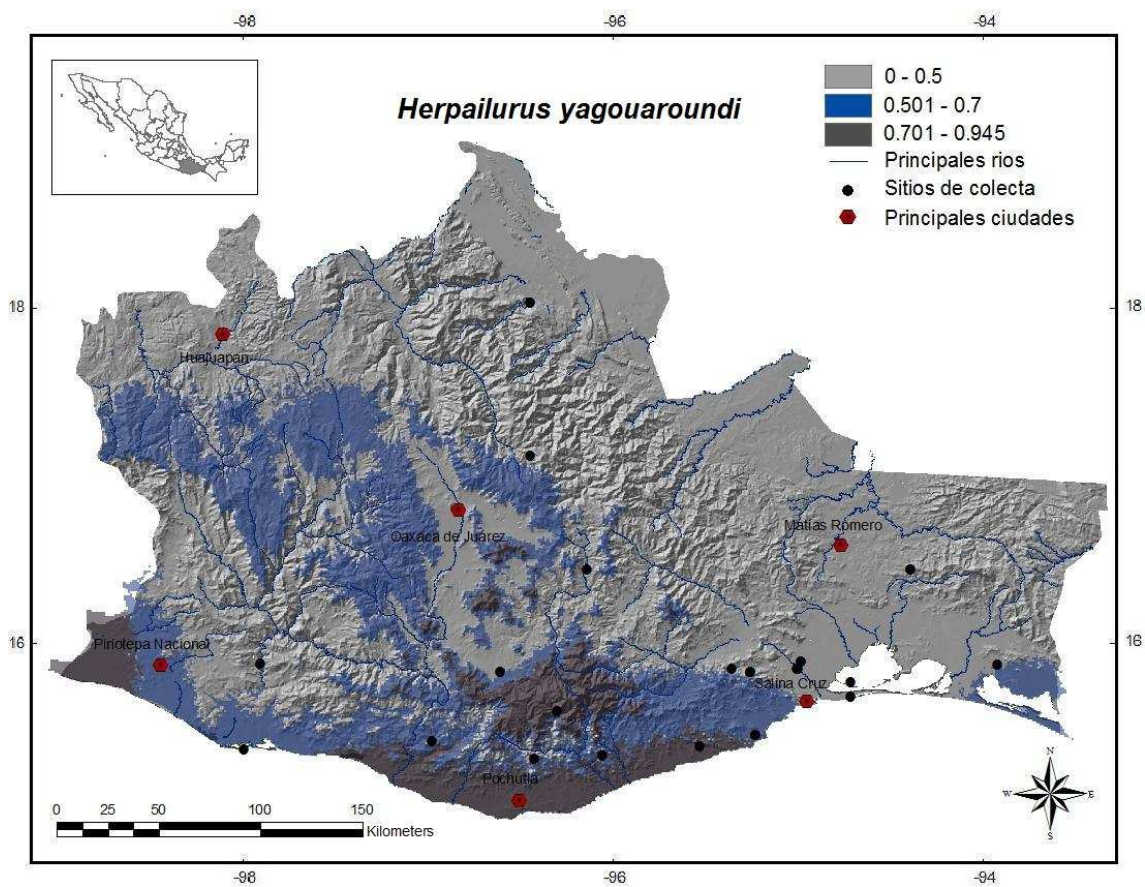 -98 -96 -94
Herpailurus yagouaroundi
0 - 0.5
0.501 - 0.7
0.701 - 0.945
Principales rios
Sitios de colecta
Principales ciudades
18 18
Huajuapan
Oaxaca de Juárez
Matías Romero
16 16
Piriotepa Nacional
Salina Cruz
Pochutla
N
W E
S
0 25 50 100 150
Kilometers
-98 -96 -94